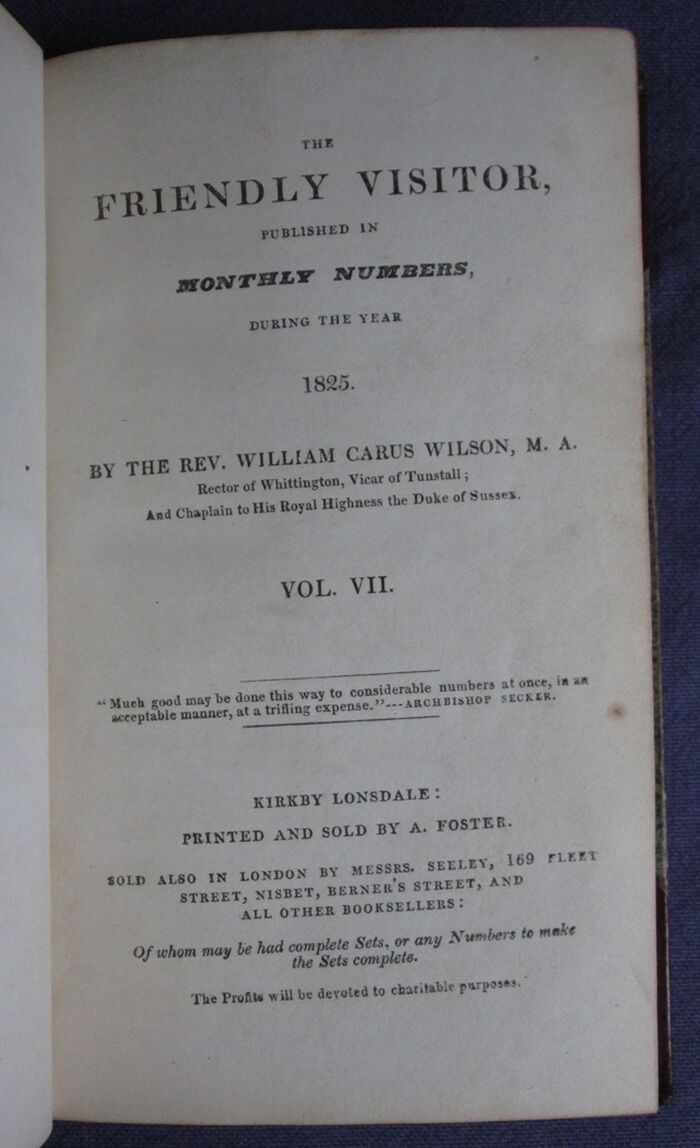 THE
FRIENDLY VISITOR,
PUBLISHED IN
MONTHLY NUMBERS,
DURING THE YEAR
1825.
BY THE REV. WILLIAM CARUS WILSON, M. A.
Rector of Whittington, Vicar of Tunstall;
And Chaplain to His Royal Highness the Duke of Sussex.
VOL. VII.
"Much good may be done this way to considerable numbers at once, in an
acceptable manner, at a trifling expense."---ARCHBISHOP SECKER.
KIRKBY LONSDALE:
PRINTED AND SOLD BY A. FOSTER.
SOLD ALSO IN LONDON BY MESSRS. SEELEY, 169 FLEET
STREET, NISBET, BERNER'S STREET, AND
ALL OTHER BOOKSELLERS:
Of whom may be had complete Sets, or any Numbers to make
the Sets complete.
The Profits will be devoted to charitable purposes.